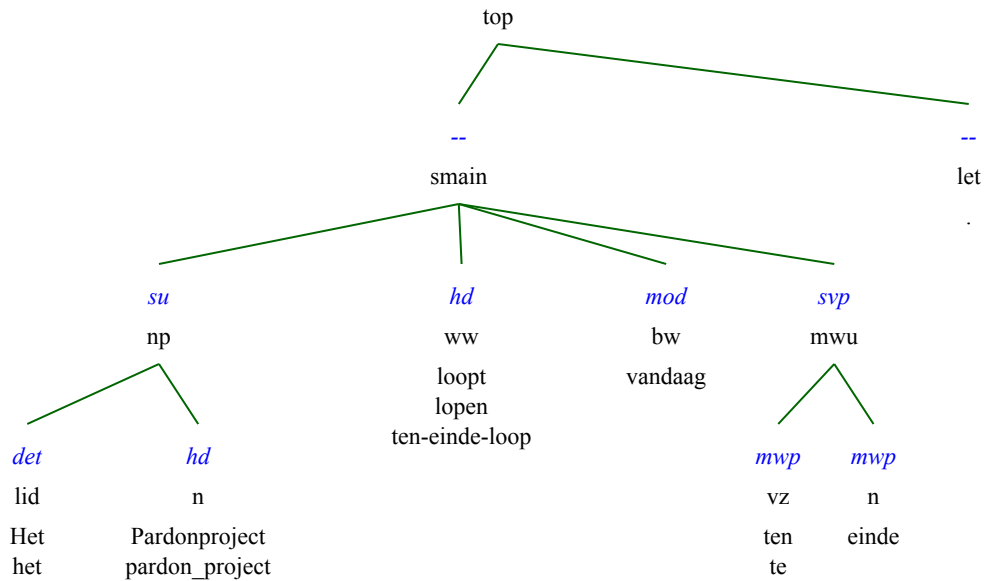 top
-- --
smain let
.
su hd mod svp
np ww bw mwu
loopt vandaag
lopen
ten-einde-loop
det hd mwp mwp
lid n vz n
Het Pardonproject ten einde
het pardon_project te